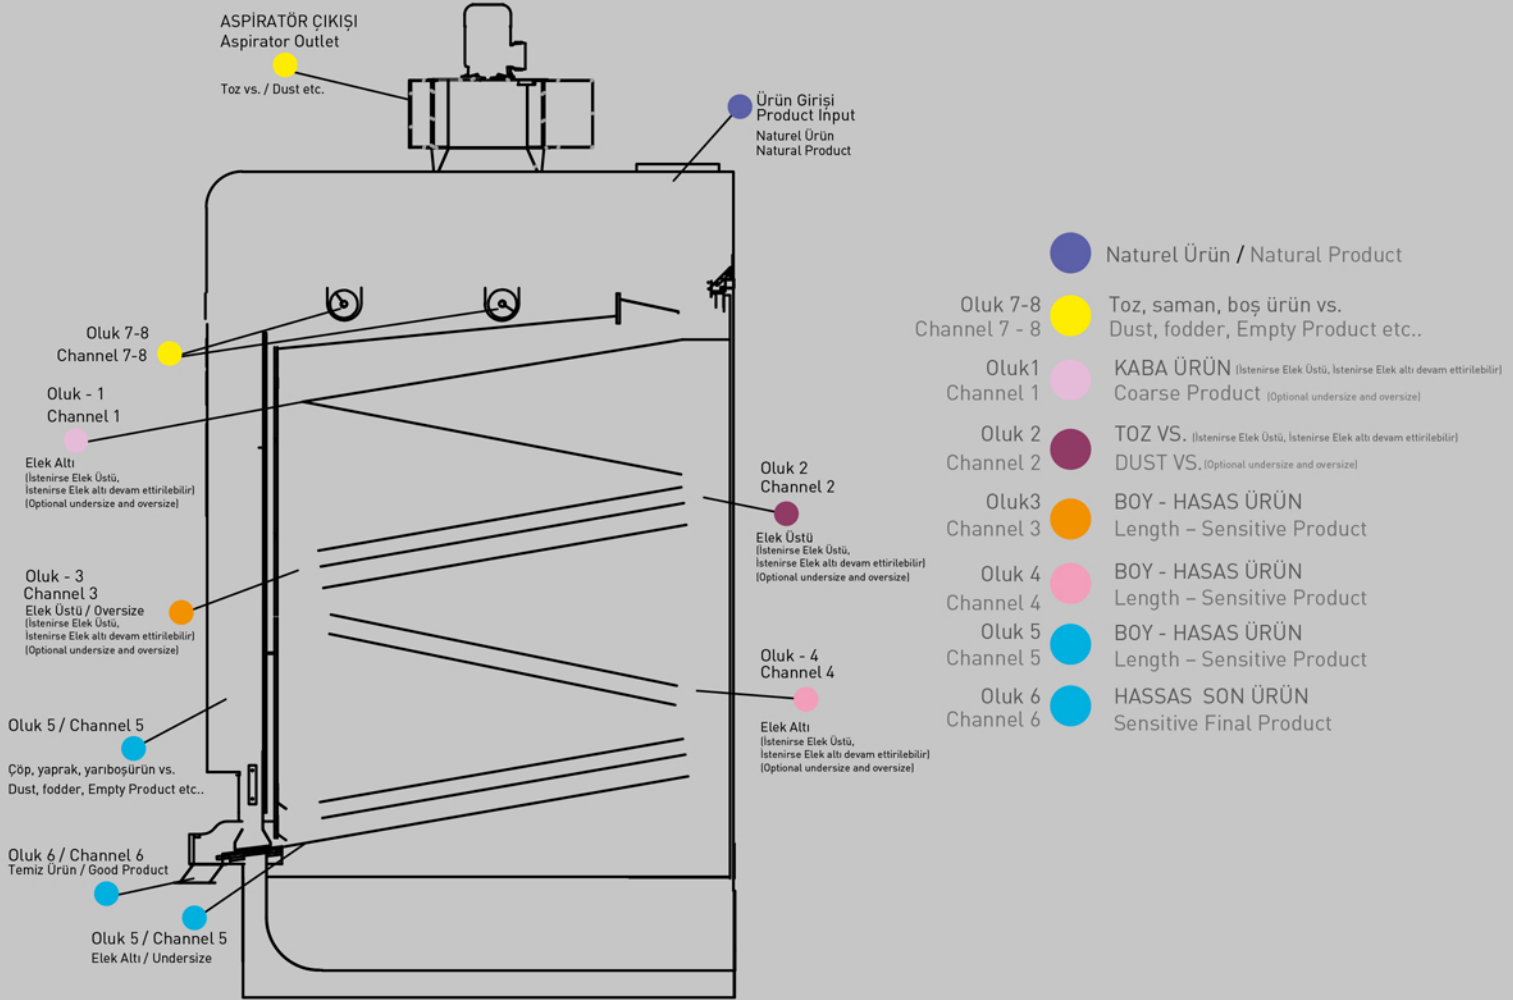 ASPİRATÖR ÇIKIŞI
Aspirator Outlet
Toz vs. / Dust etc.
Ürün Girişi
Product Input
Naturel Ürün
Natural Product
Oluk 7-8
Channel 7-8
Oluk - 1
Channel 1
Elek Altı
(İstenirse Elek Üstü,
İstenirse Elek altı devam ettirilebilir)
(Optional undersize and oversize)
Oluk 2
Channel 2
Elek Üstü
(İstenirse Elek Üstü,
İstenirse Elek altı devam ettirilebilir)
(Optional undersize and oversize)
Oluk - 3
Channel 3
Elek Üstü / Oversize
(İstenirse Elek Üstü,
İstenirse Elek altı devam ettirilebilir)
(Optional undersize and oversize)
Oluk - 4
Channel 4
Elek Altı
(İstenirse Elek Üstü,
İstenirse Elek altı devam ettirilebilir)
(Optional undersize and oversize)
Oluk 5 / Channel 5
Çöp, yaprak, yarıboşürün vs.
Dust, fodder, Empty Product etc..
Oluk 6 / Channel 6
Temiz Ürün / Good Product
Oluk 5 / Channel 5
Elek Altı / Undersize
Naturel Ürün / Natural Product
Oluk 7-8 Toz, saman, boş ürün vs.
Channel 7 - 8 Dust, fodder, Empty Product etc..
Oluk1 KABA ÜRÜN (İstenirse Elek Üstü, İstenirse Elek altı devam ettirilebilir)
Channel 1 Coarse Product (Optional undersize and oversize)
Oluk 2 TOZ VS. (İstenirse Elek Üstü, İstenirse Elek altı devam ettirilebilir)
Channel 2 DUST VS. (Optional undersize and oversize)
Oluk3 BOY - HASAS ÜRÜN
Channel 3 Length – Sensitive Product
Oluk 4 BOY - HASAS ÜRÜN
Channel 4 Length – Sensitive Product
Oluk 5 BOY - HASAS ÜRÜN
Channel 5 Length – Sensitive Product
Oluk 6 HASSAS SON ÜRÜN
Channel 6 Sensitive Final Product